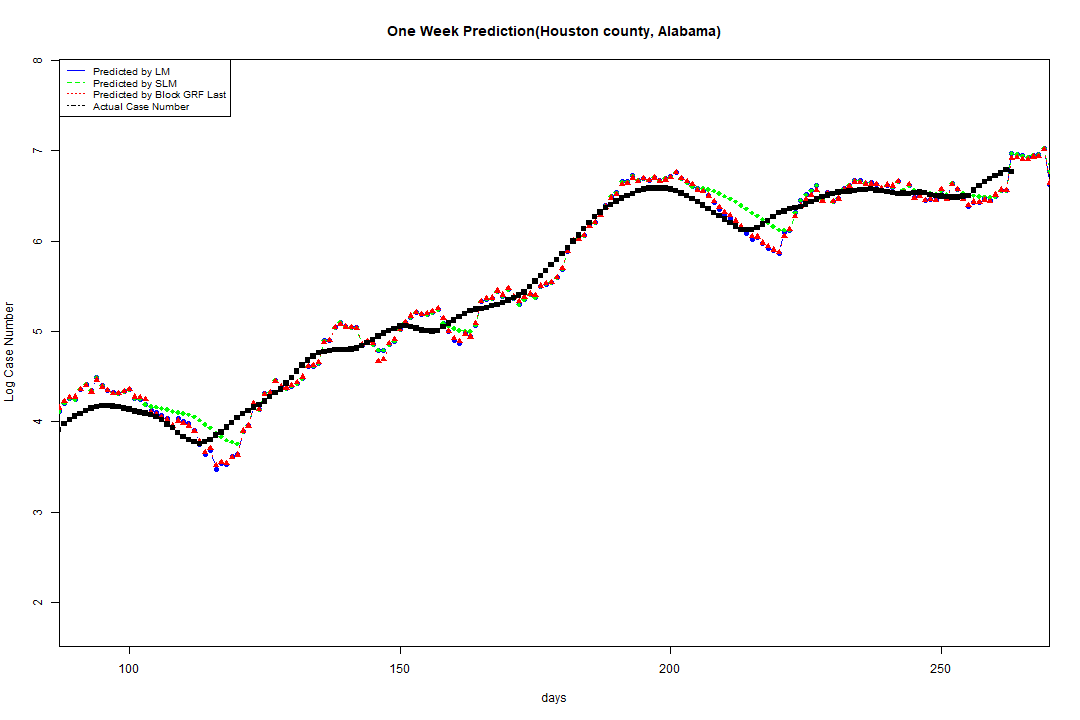 One Week Prediction(Houston county, Alabama)
Predicted by LM
Predicted by SLM
Predicted by Block GRF Last
Actual Case Number
8
7
6
5
4
3
2
Log Case Number
100 150 200 250
days